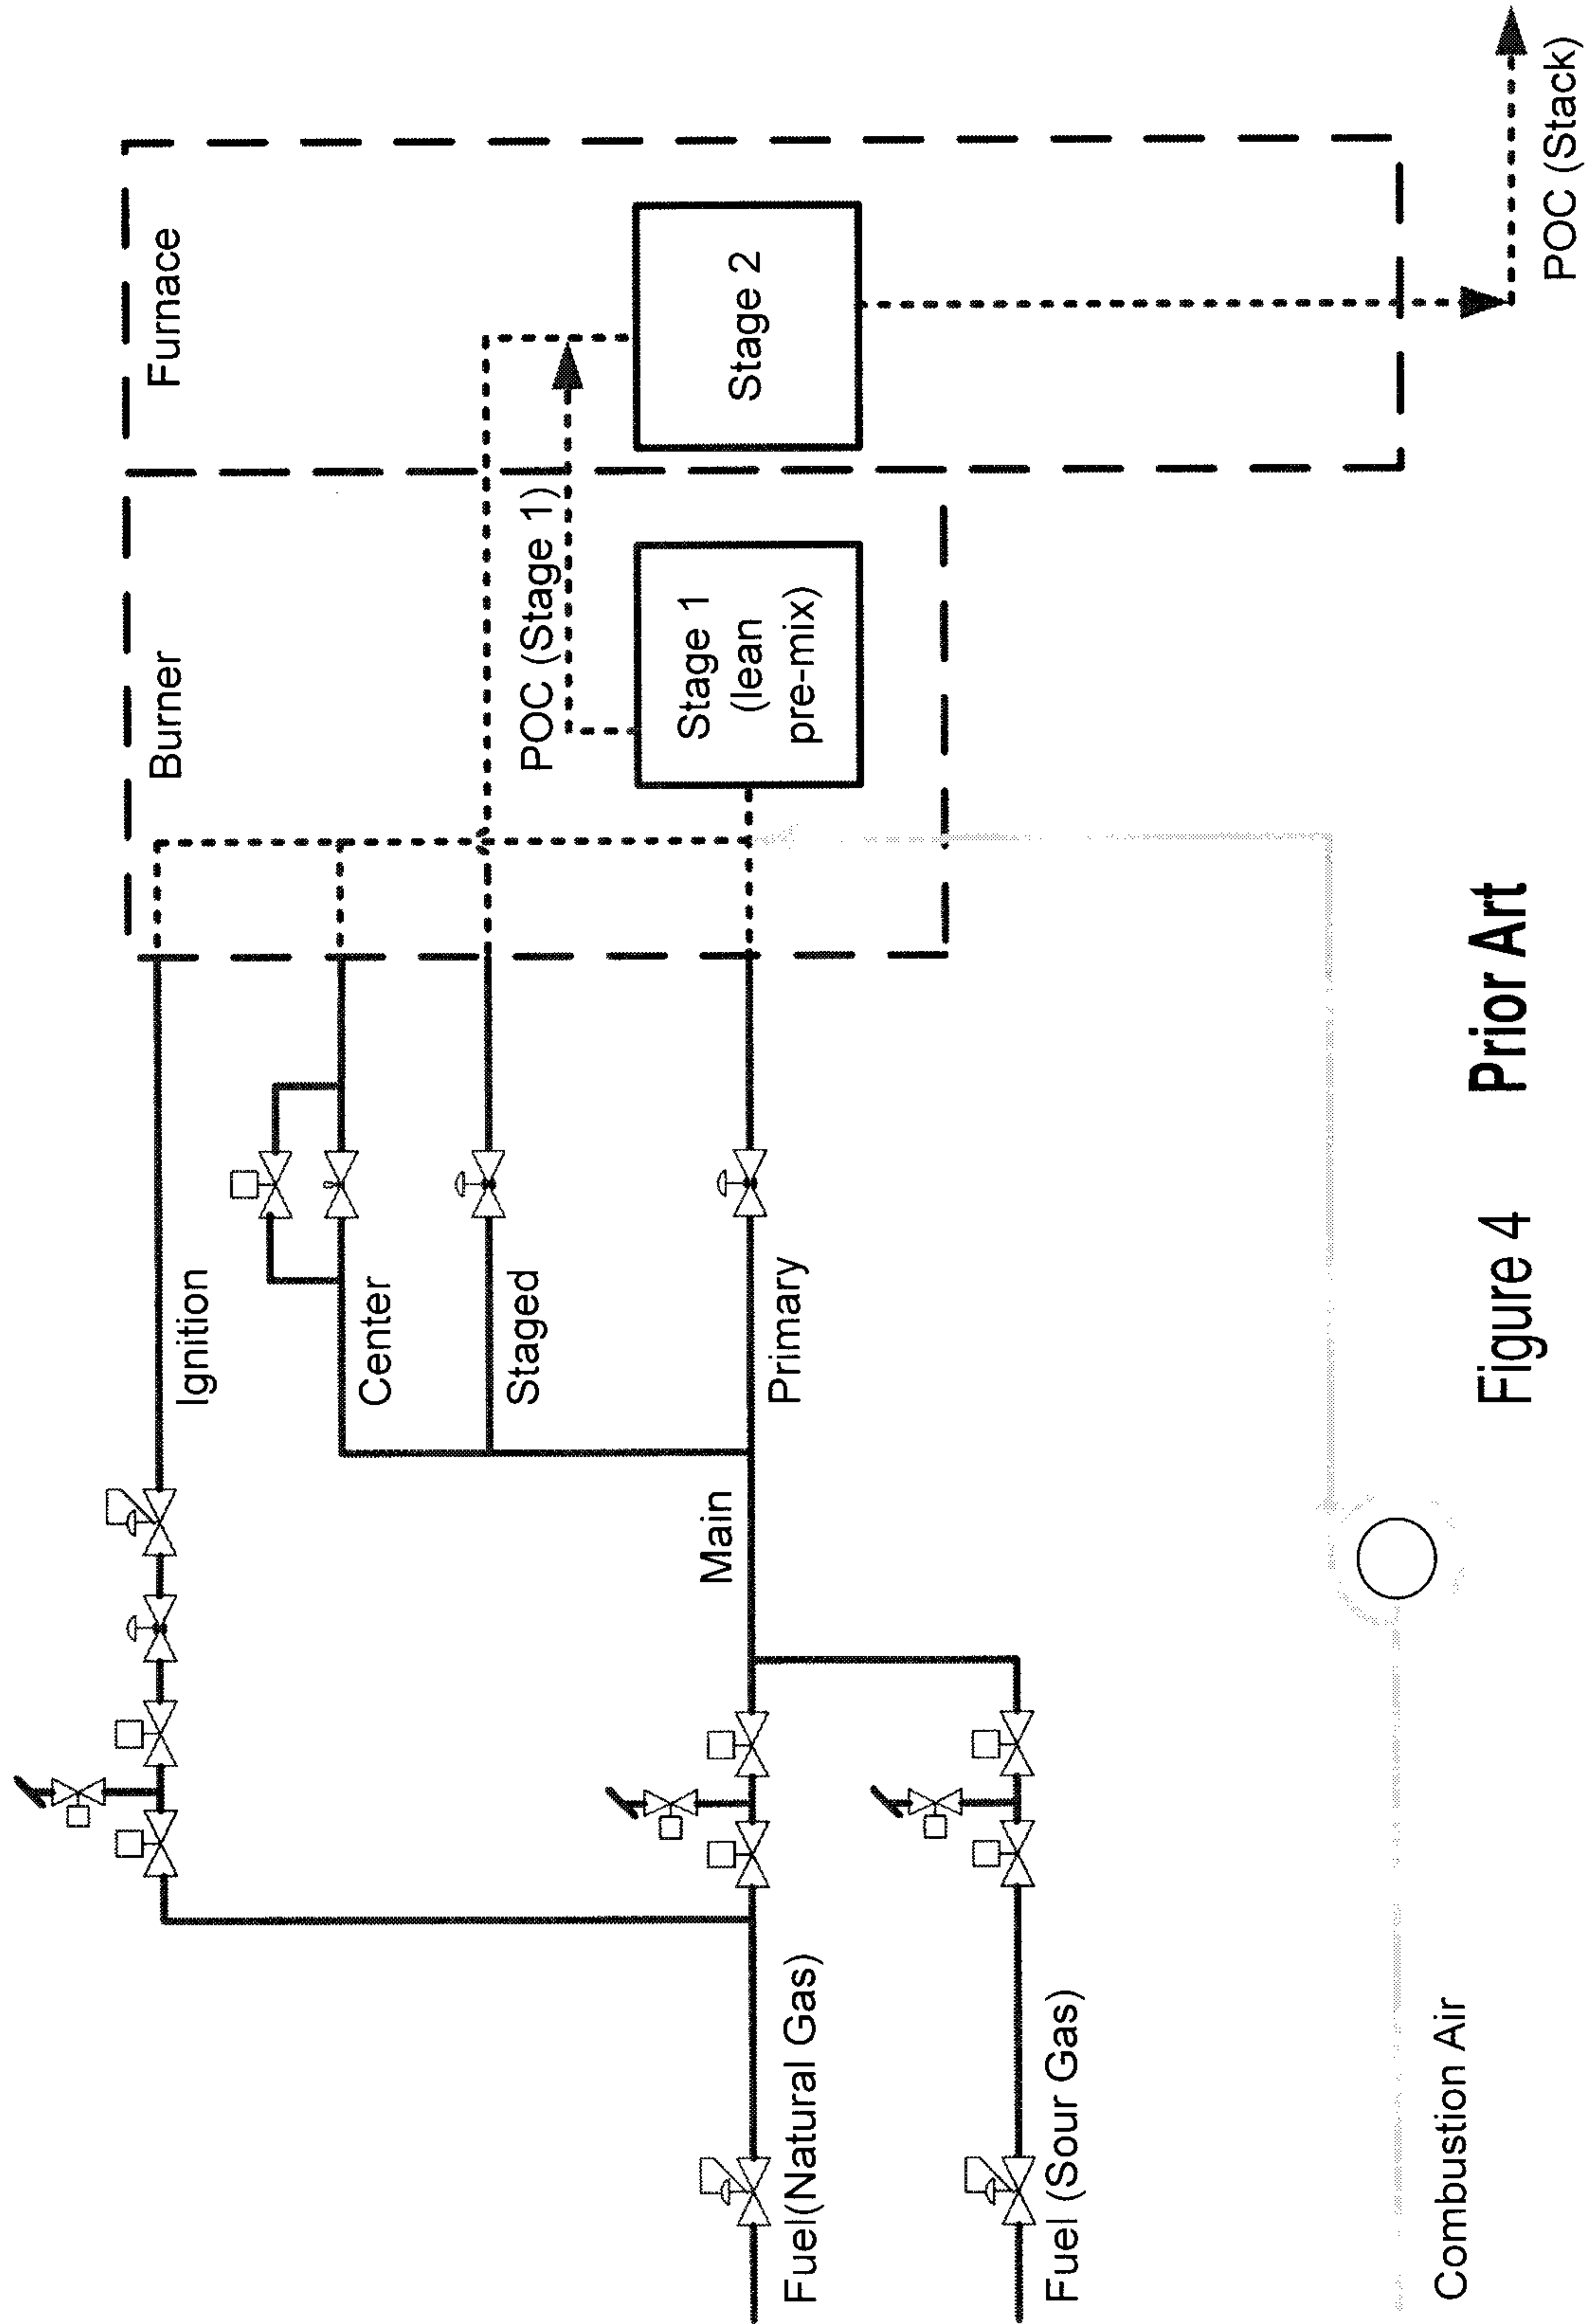 Furnace
Burner
Stage 2
POC (Stage 1)
Stage 1
(lean
pre-mix)
POC (Stack)
Ignition
Center
Staged
Primary
Main
Fuel(Natural Gas)
Fuel (Sour Gas)
Combustion Air
Figure 4 Prior Art